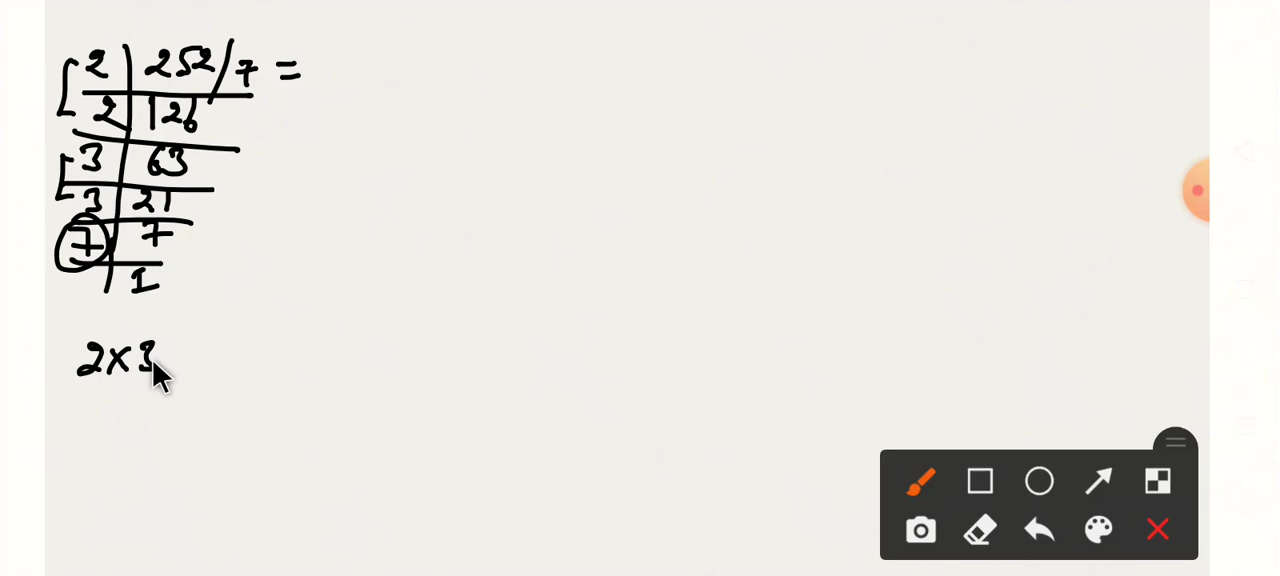 2 | 252/7 =
2 | 126
3 | 63
3 | 21
7 | 7
1
2×3